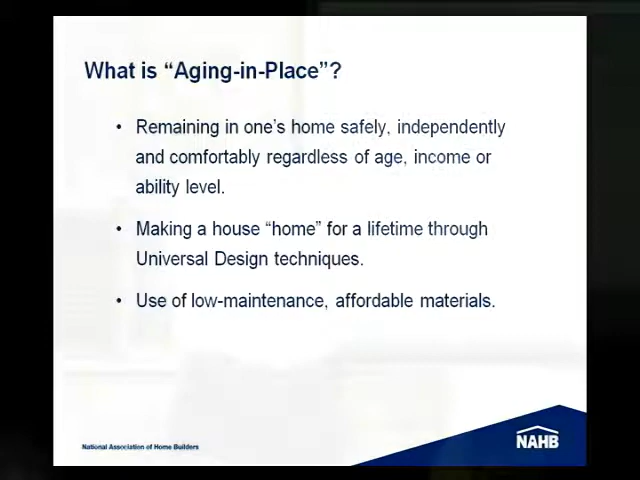 What is “Aging-in-Place”?
• Remaining in one’s home safely, independently
and comfortably regardless of age, income or
ability level.
• Making a house “home” for a lifetime through
Universal Design techniques.
• Use of low-maintenance, affordable materials.
National Association of Home Builders
NAHB